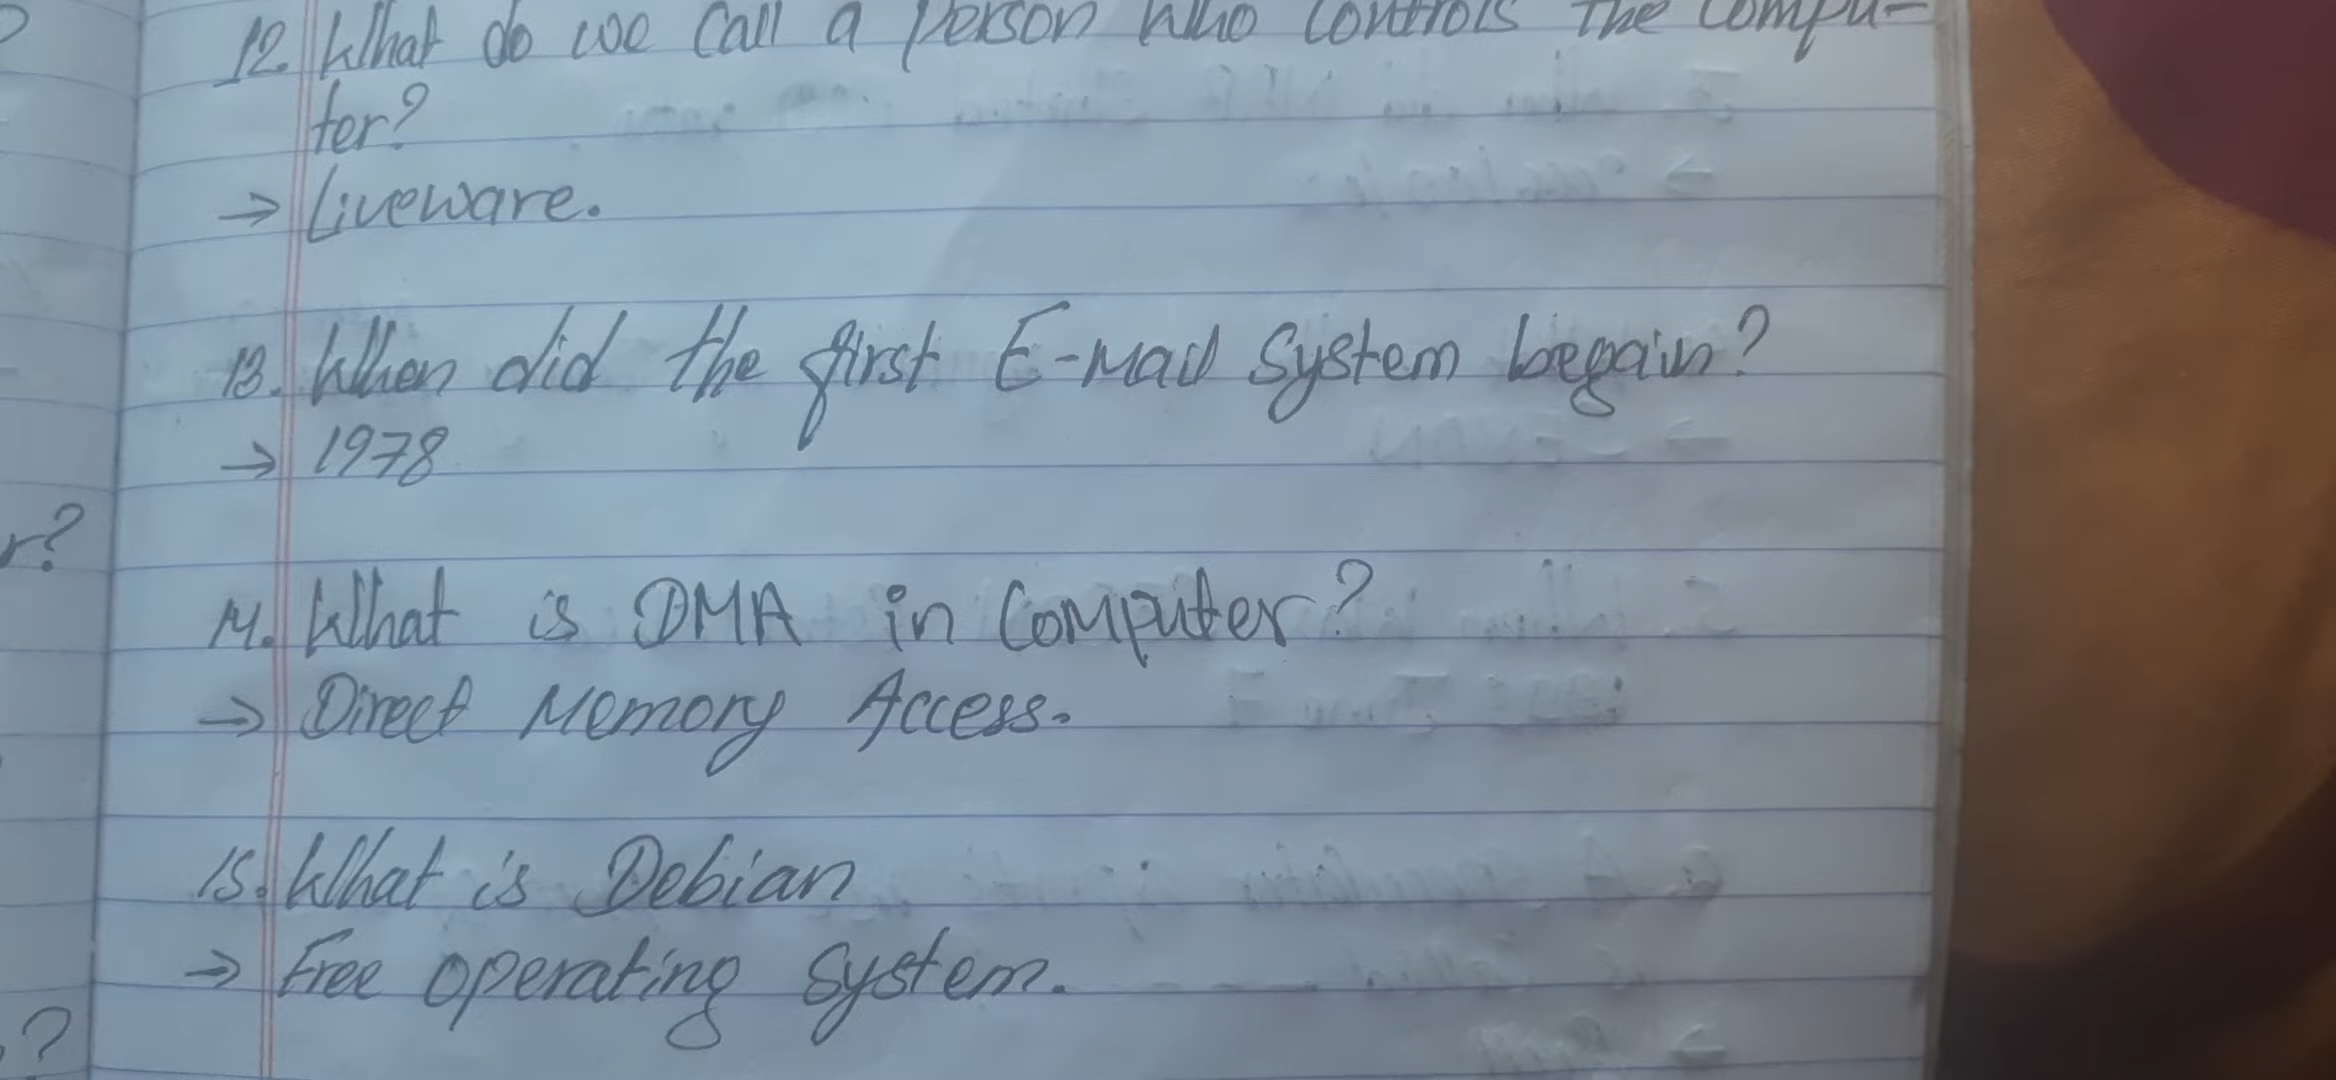 12. What do we call a person who controls the compu-
ter?
→ Liveware.
13. When did the first E-mail system begain?
→ 1978
r?
14. What is DMA in Computer?
→ Direct Memory Access.
15. What is Debian
→ Free operating system.
?